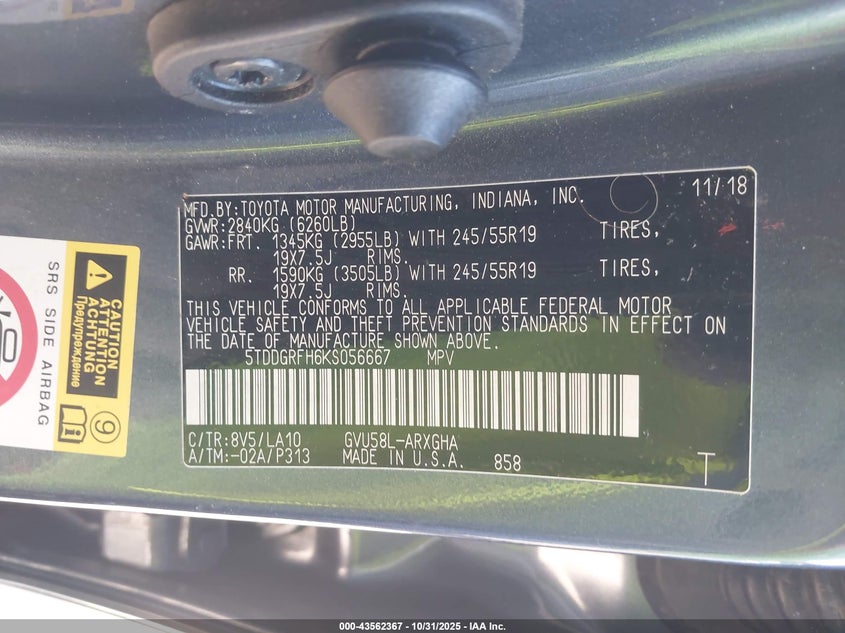 MFD.BY:TOYOTA MOTOR MANUFACTURING, INDIANA, INC. 11/18
GVWR:2840KG (6260LB)
GAWR:FRT. 1345KG (2955LB) WITH 245/55R19 TIRES,
19X7.5J RIMS.
RR. 1590KG (3505LB) WITH 245/55R19 TIRES,
19X7.5J RIMS.
THIS VEHICLE CONFORMS TO ALL APPLICABLE FEDERAL MOTOR
VEHICLE SAFETY AND THEFT PREVENTION STANDARDS IN EFFECT ON
THE DATE OF MANUFACTURE SHOWN ABOVE.
5TDDGRFH6KS056667 MPV
C/TR:8V5/LA10 GVU58L-ARXGHA
A/TM:-02A/P313 MADE IN U.S.A. 858 T
CAUTION
ATTENTION
ACHTUNG
Предупреждение
SRS SIDE AIRBAG
9
000-43562367 - 10/31/2025 - IAA Inc.